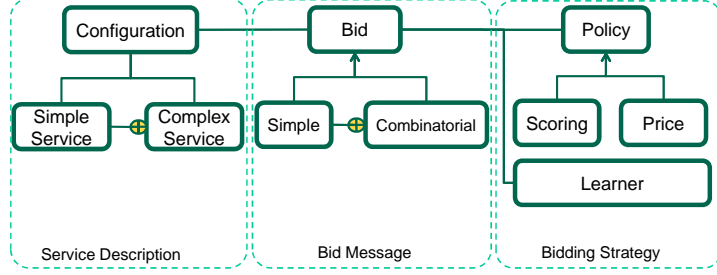 Configuration
Bid
Policy
Simple
Service
Complex
Service
Simple
Combinatorial
Scoring
Price
Learner
Service Description
Bid Message
Bidding Strategy